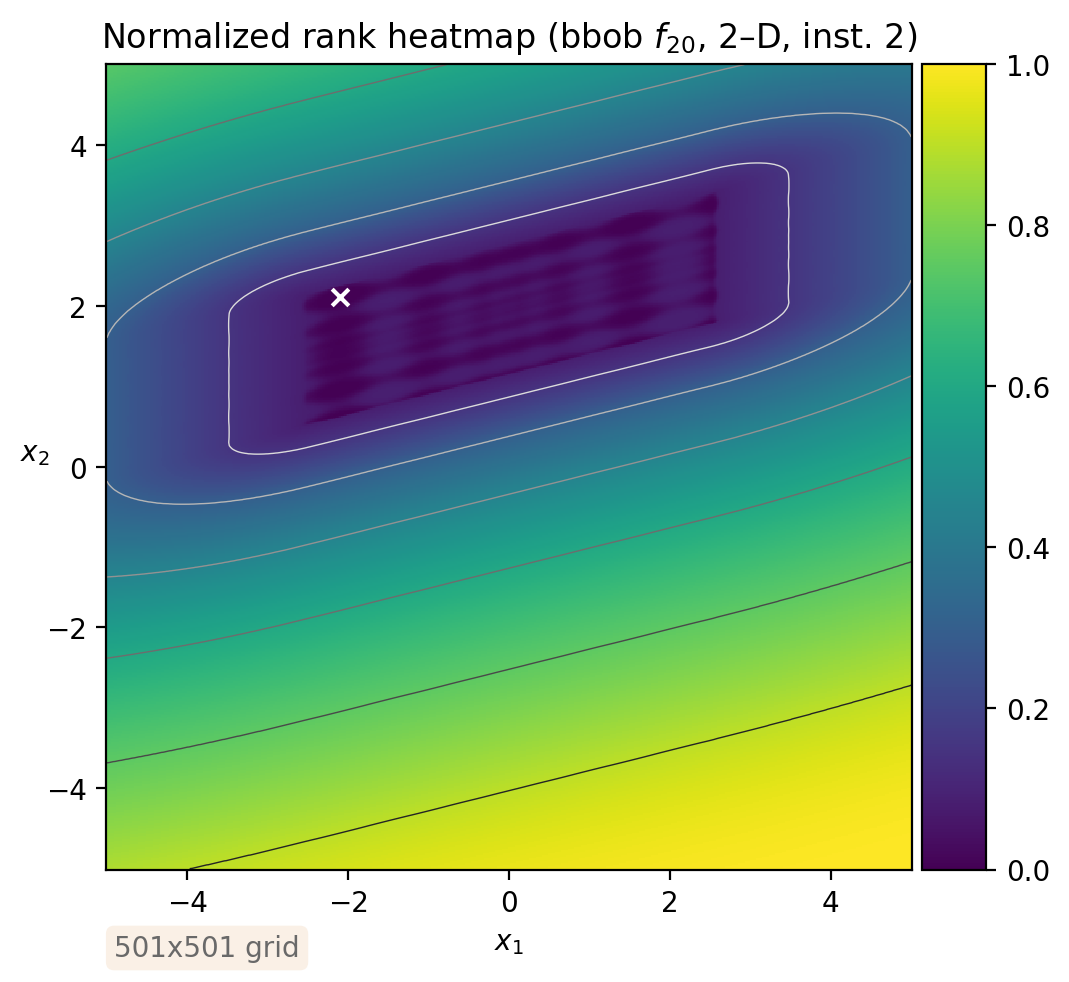 Normalized rank heatmap (bbob f₂₀, 2–D, inst. 2)
1.0
0.8
0.6
0.4
0.2
0.0
4
2
0
−2
−4
x₂
−4 −2 0 2 4
x₁
501x501 grid